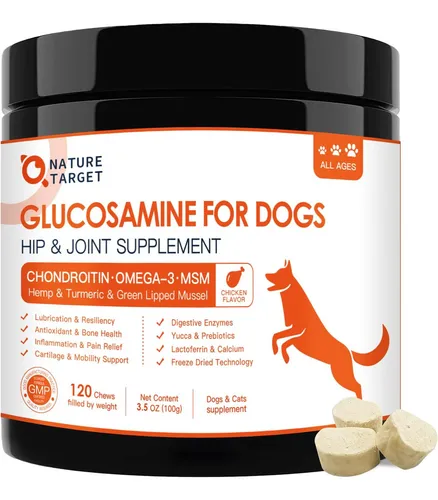 NATURE
TARGET
ALL AGES
GLUCOSAMINE FOR DOGS
HIP & JOINT SUPPLEMENT
CHONDROITIN·OMEGA-3·MSM
Hemp & Turmeric & Green Lipped Mussel
CHICKEN
FLAVOR
✓ Lubrication & Resiliency
✓ Antioxidant & Bone Health
✓ Inflammation & Pain Relief
✓ Cartilage & Mobility Support
✓ Digestive Enzymes
✓ Yucca & Prebiotics
✓ Lactoferrin & Calcium
✓ Freeze Dried Technology
GMP
120 Chews
filled by weight
Net Content
3.5 OZ (100g)
Dogs & Cats
supplement